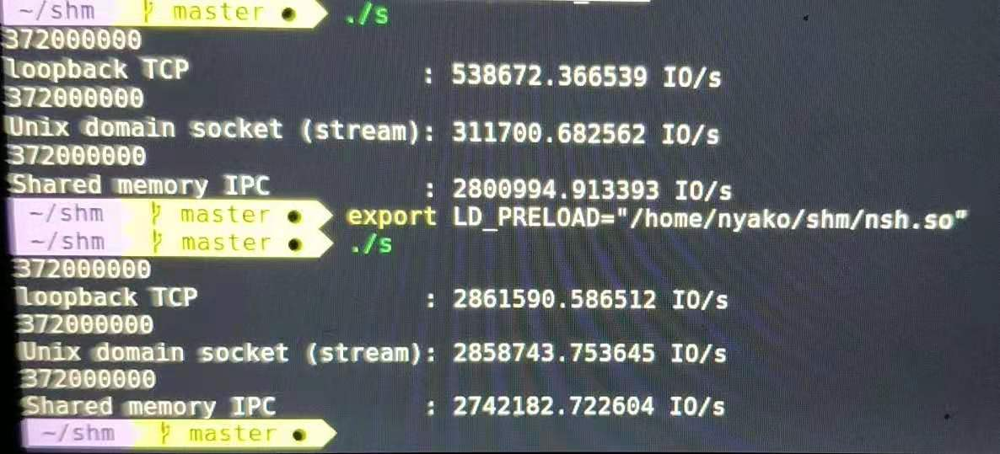 ~/shm master ● ./s
372000000
loopback TCP : 538672.366539 IO/s
372000000
Unix domain socket (stream): 311700.682562 IO/s
372000000
Shared memory IPC : 2800994.913393 IO/s
~/shm master ● export LD_PRELOAD="/home/nyako/shm/nsh.so"
~/shm master ● ./s
372000000
loopback TCP : 2861590.586512 IO/s
372000000
Unix domain socket (stream): 2858743.753645 IO/s
372000000
Shared memory IPC : 2742182.722604 IO/s
~/shm master ●